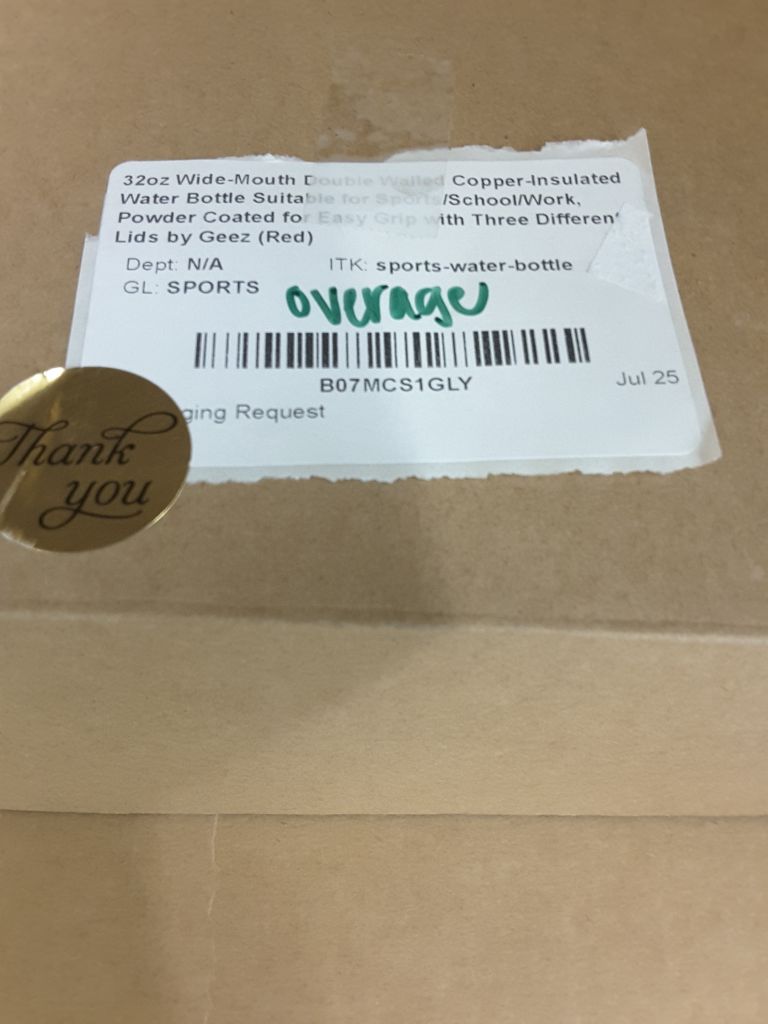 32oz Wide-Mouth Double Walled Copper-Insulated
Water Bottle Suitable for Sports/School/Work,
Powder Coated for Easy Grip with Three Different
Lids by Geez (Red)
Dept: N/A ITK: sports-water-bottle
GL: SPORTS
overage
B07MCS1GLY
Jul 25
ging Request
Thank
you